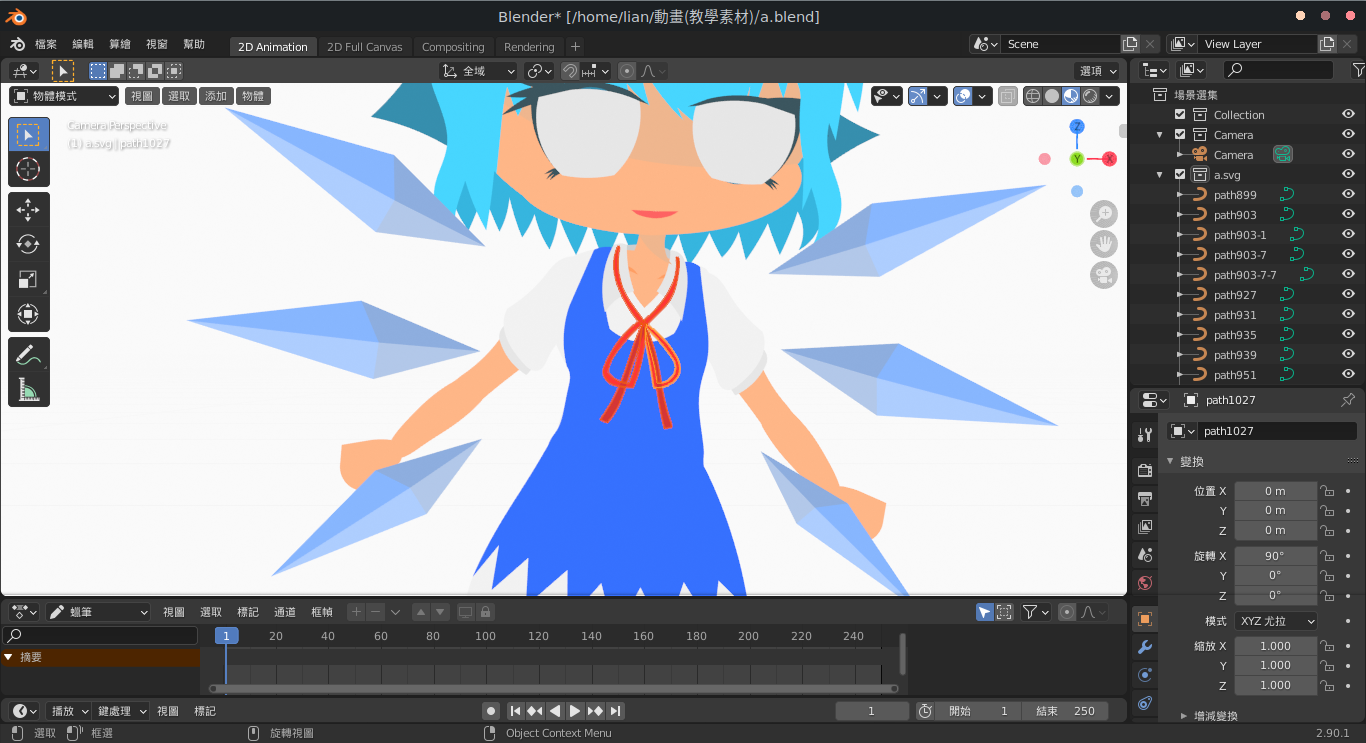 Blender* [/home/lian/動畫(教學素材)/a.blend]
檔案 編輯 算繪 視窗 幫助 2D Animation 2D Full Canvas Compositing Rendering + Scene View Layer
全域 選項
物體模式 視圖 選取 添加 物體
Camera Perspective
(1) a.svg | path1027
Z
Y X
場景選集
Collection
Camera
Camera
a.svg
path899
path903
path903-1
path903-7
path903-7-7
path927
path931
path935
path939
path951
path1027
path1027
變換
位置 X 0 m
Y 0 m
Z 0 m
旋轉 X 90°
Y 0°
Z 0°
模式 XYZ 尤拉
縮放 X 1.000
Y 1.000
Z 1.000
增減變換
蠟筆 視圖 選取 標記 通道 框幀
1 20 40 60 80 100 120 140 160 180 200 220 240
摘要
播放 鍵處理 視圖 標記 1 開始 1 結束 250
選取 框選 旋轉視圖 Object Context Menu 2.90.1